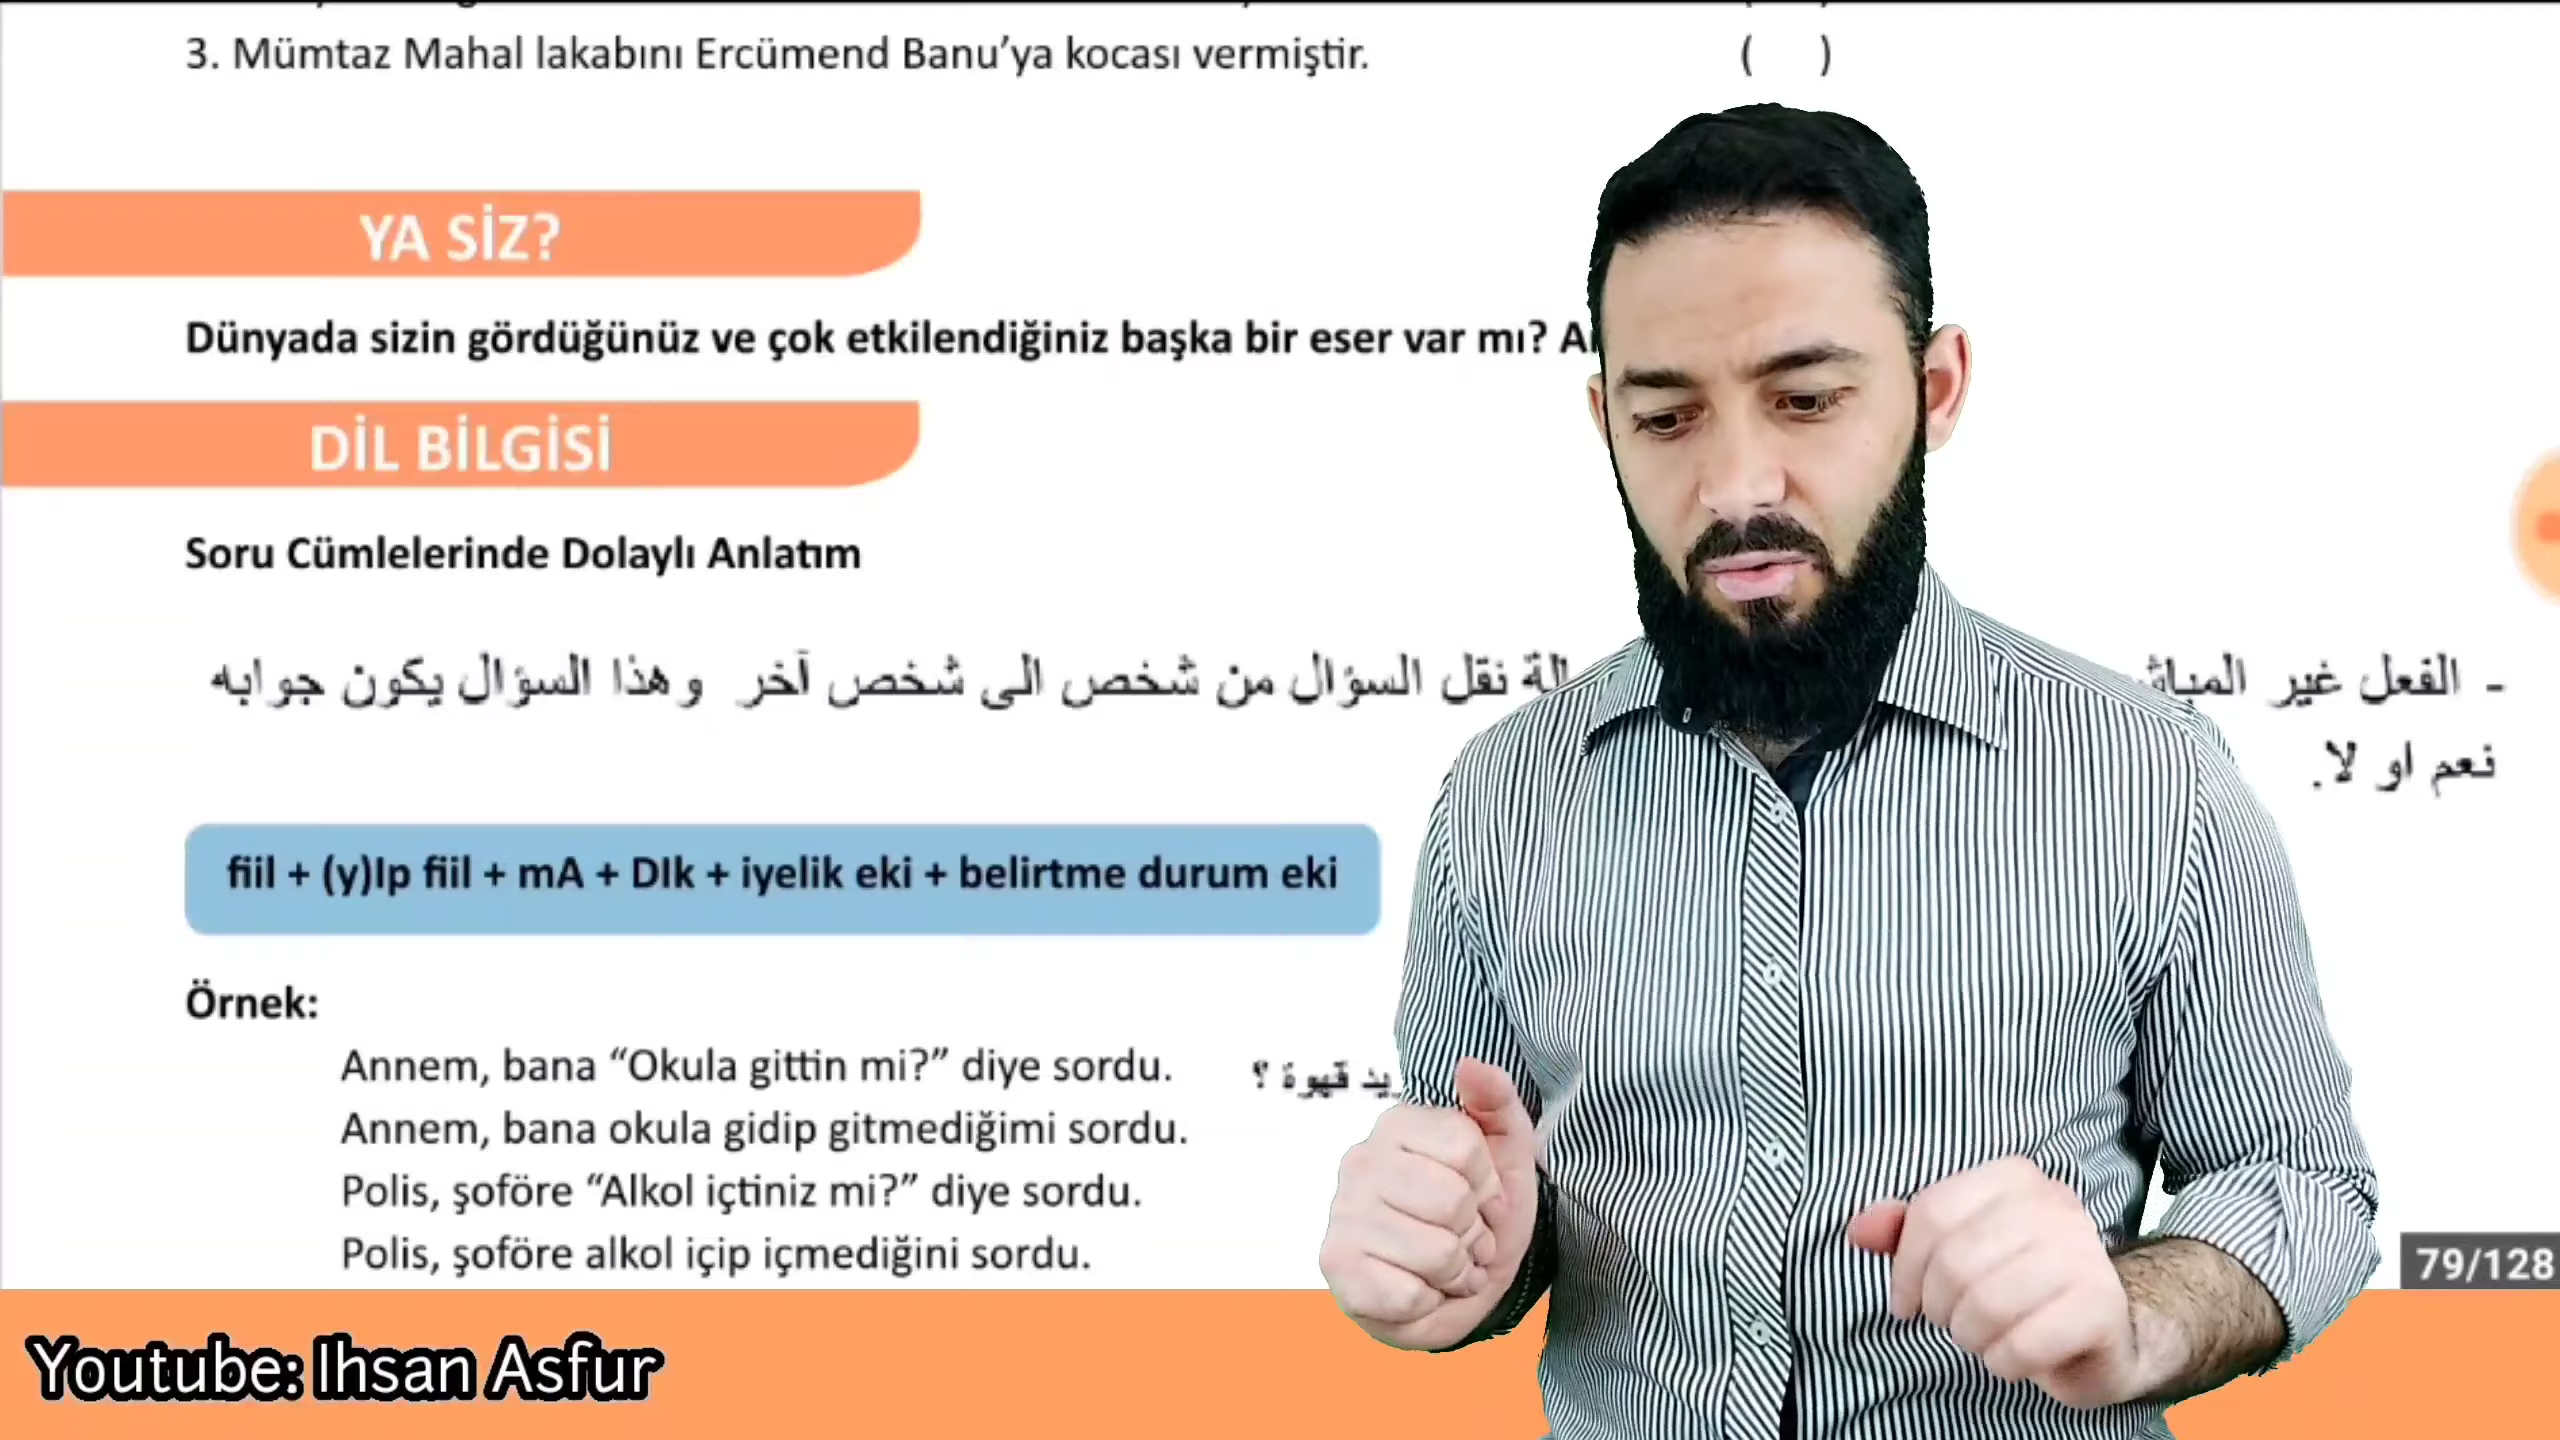 3. Mümtaz Mahal lakabını Ercümend Banu’ya kocası vermiştir. ( )
YA SİZ?
Dünyada sizin gördüğünüz ve çok etkilendiğiniz başka bir eser var mı?
DİL BİLGİSİ
Soru Cümlelerinde Dolaylı Anlatım
- الفعل غير نقل السؤال من شخص الى شخص آخر وهذا السؤال يكون جوابه
نعم او لا.
fiil + (y)Ip fiil + mA + DIk + iyelik eki + belirtme durum eki
Örnek:
Annem, bana “Okula gittin mi?” diye sordu. قهوة ؟
Annem, bana okula gidip gitmediğimi sordu.
Polis, şoföre “Alkol içtiniz mi?” diye sordu.
Polis, şoföre alkol içip içmediğini sordu.
79/128
Youtube: Ihsan Asfur